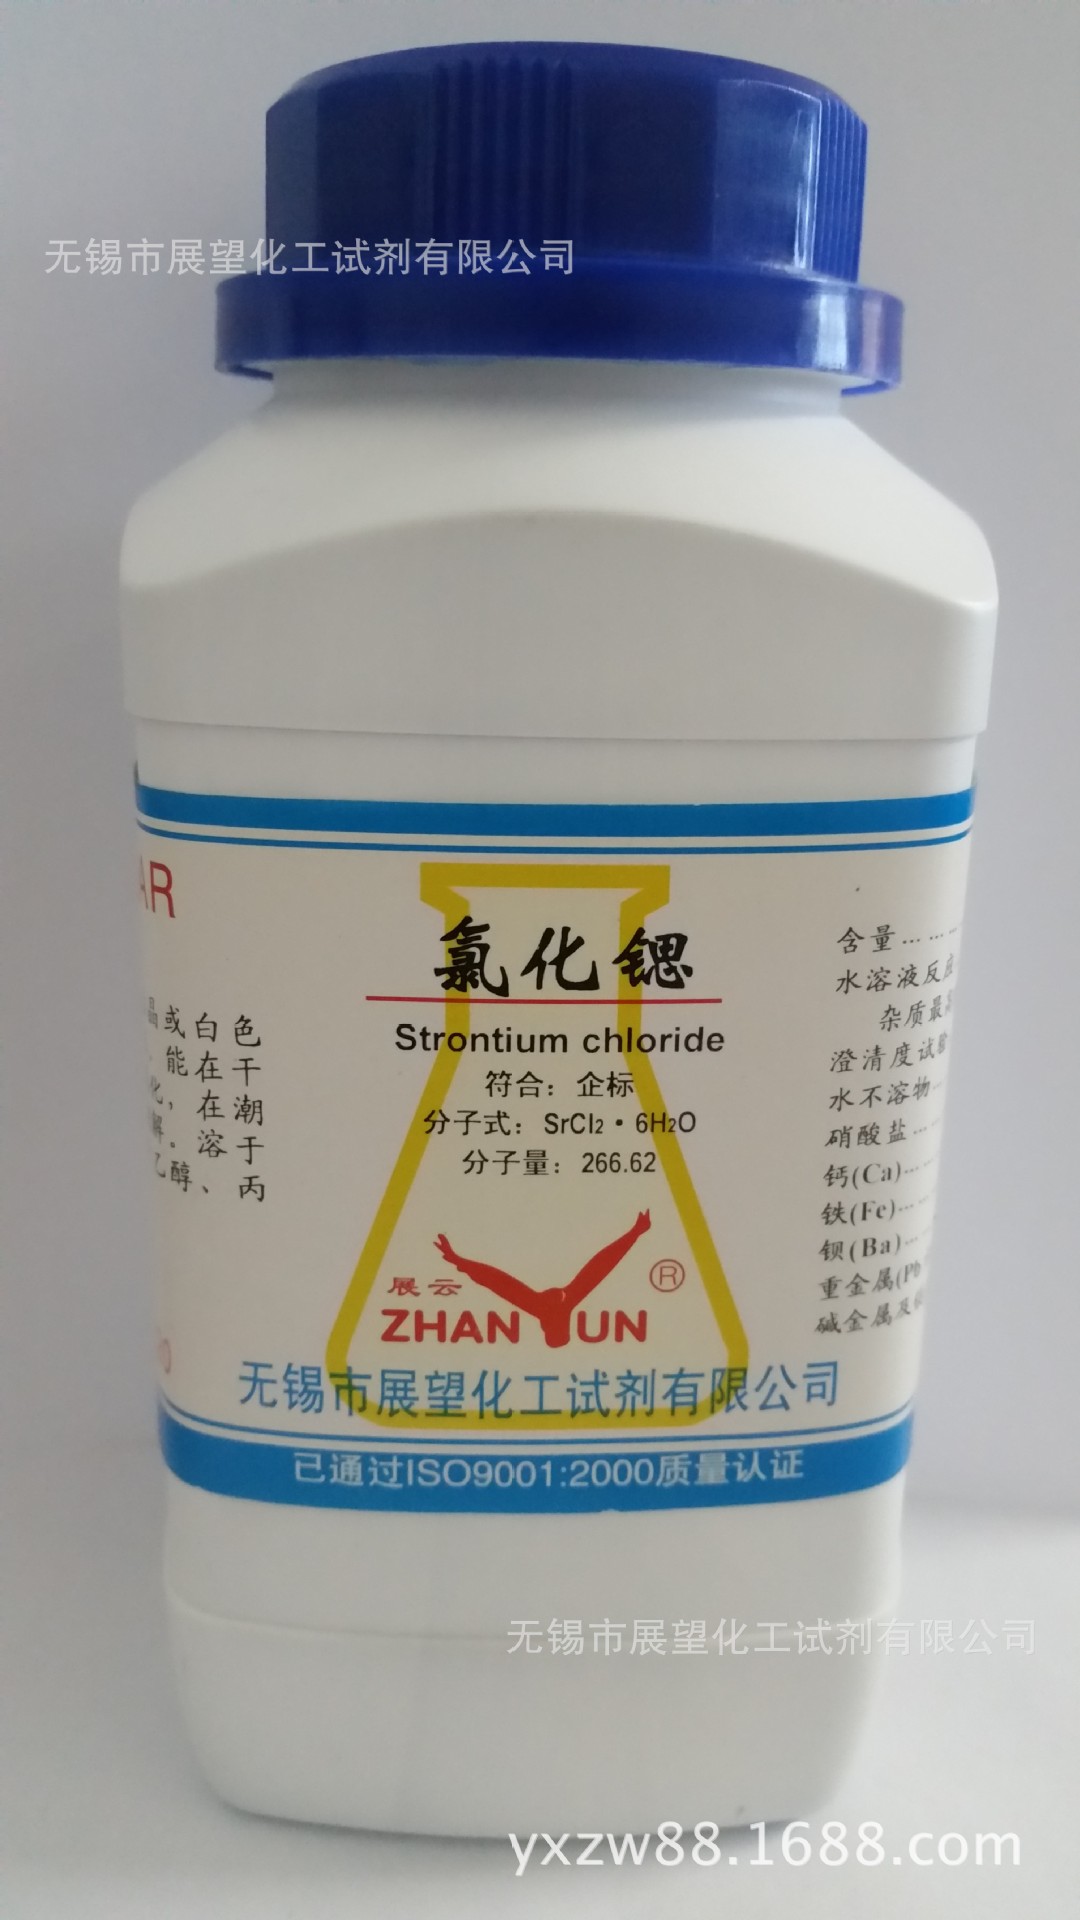 无锡市展望化工试剂有限公司
AR
品或白色
能在干
化，在潮
解。溶于
乙醇、丙
氯化锶
Strontium chloride
符合：企标
分子式：SrCl₂·6H₂O
分子量：266.62
展云
ZHANYUN
®
含量………
水溶液反应
杂质最高
澄清度试验
水不溶物…
硝酸盐……
钙(Ca)……
铁(Fe)……
钡(Ba)……
重金属(Pb
碱金属及
无锡市展望化工试剂有限公司
已通过ISO9001:2000质量认证
无锡市展望化工试剂有限公司
yxzw88.1688.com